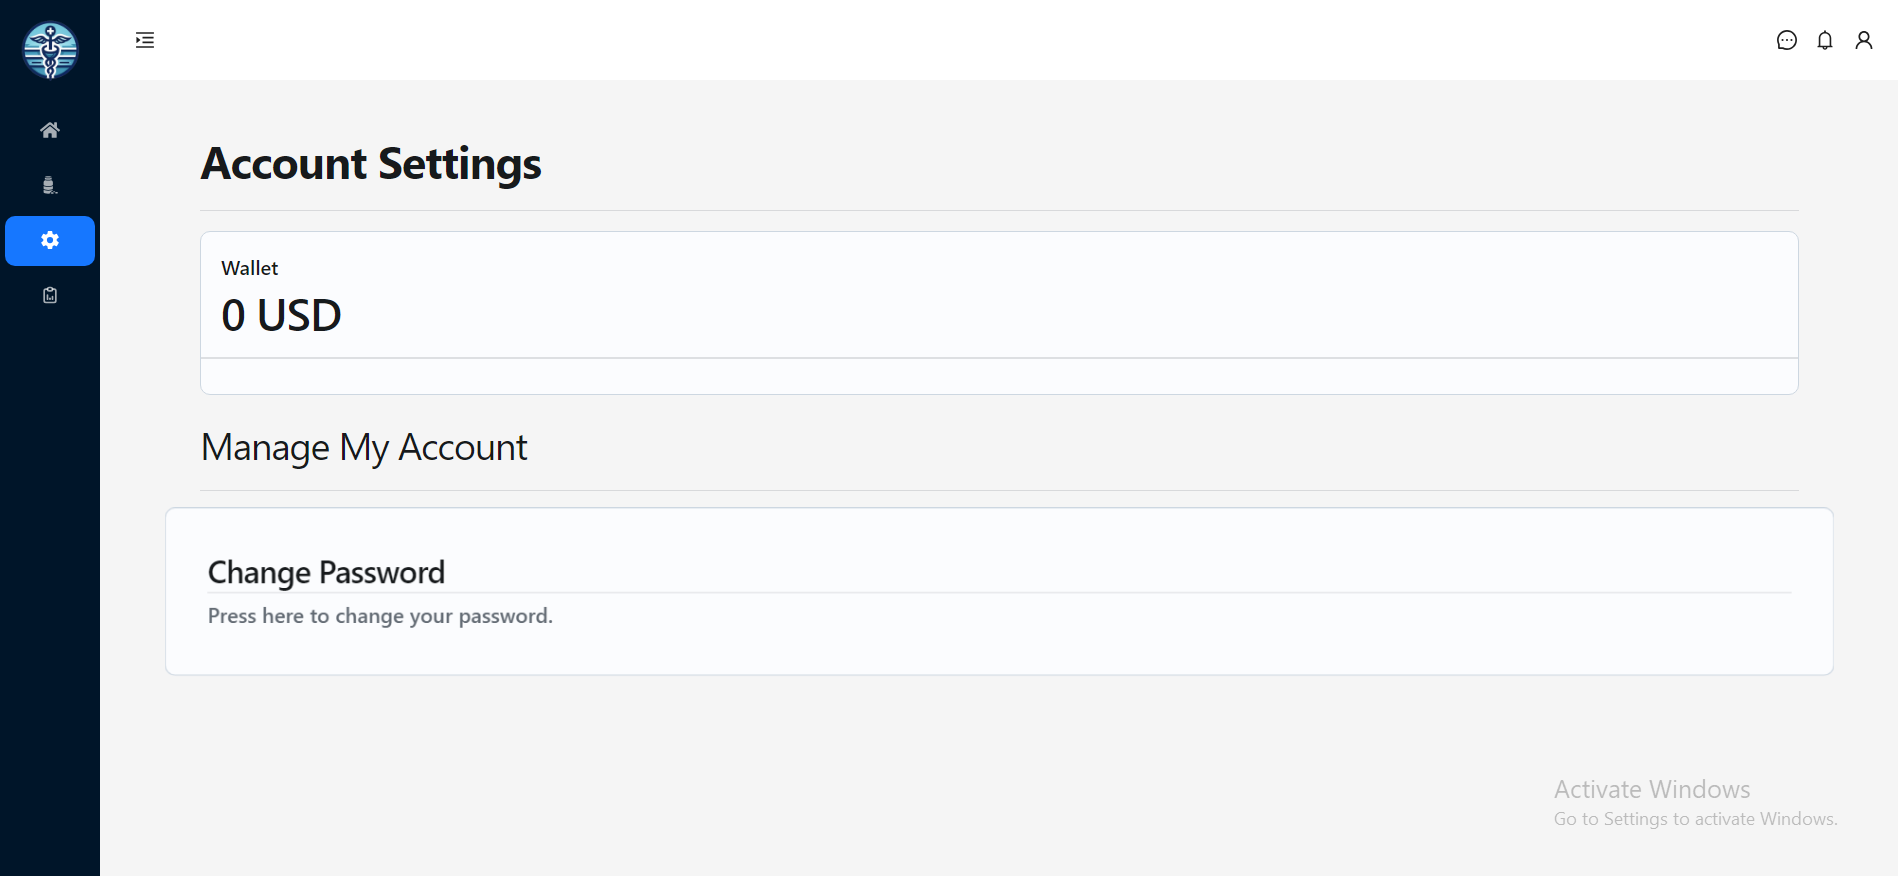 Account Settings
Wallet
0 USD
Manage My Account
Change Password
Press here to change your password.
Activate Windows
Go to Settings to activate Windows.